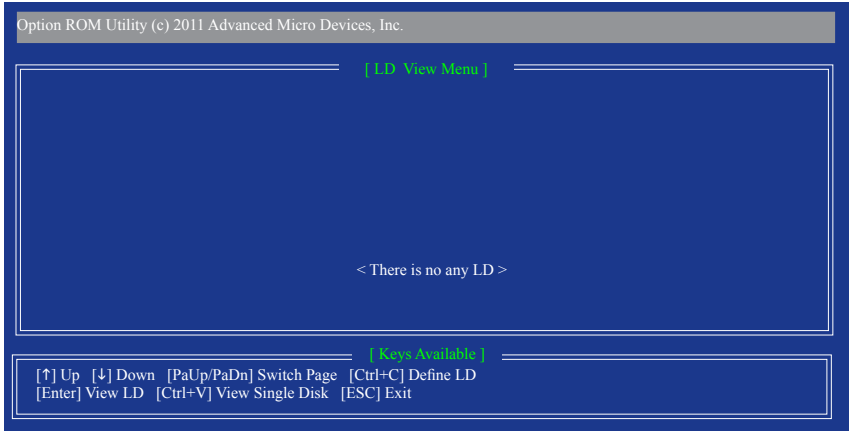 Option ROM Utility (c) 2011 Advanced Micro Devices, Inc.
[ LD View Menu ]
< There is no any LD >
[ Keys Available ]
[↑] Up [↓] Down [PaUp/PaDn] Switch Page [Ctrl+C] Define LD
[Enter] View LD [Ctrl+V] View Single Disk [ESC] Exit